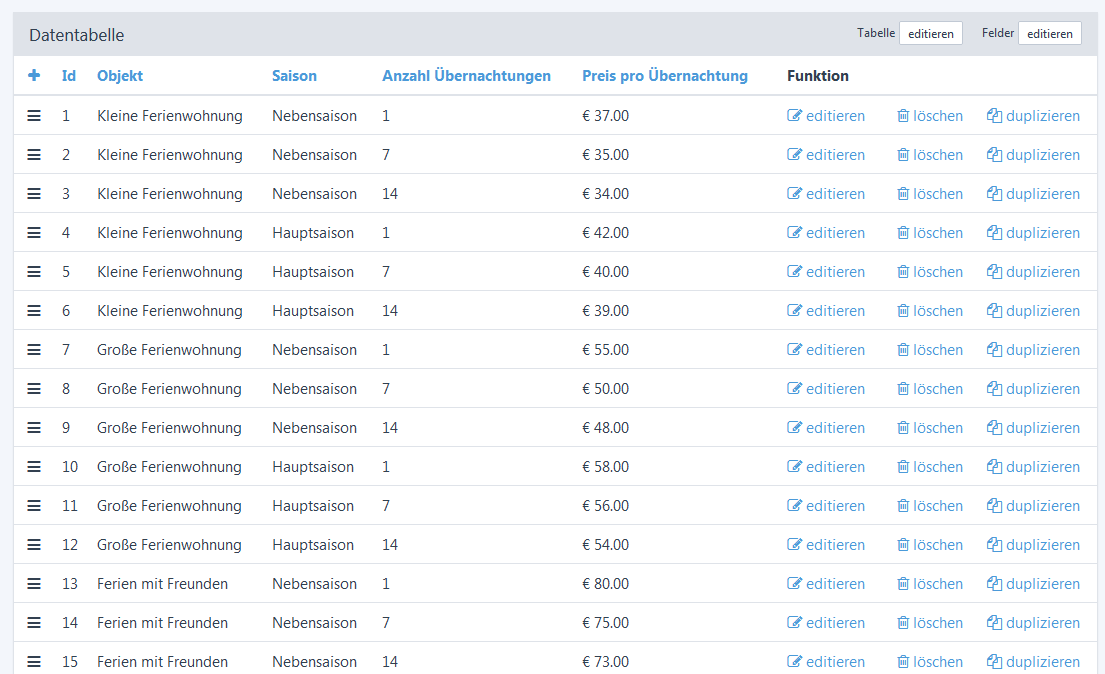 Datentabelle Tabelle editieren Felder editieren
Id Objekt Saison Anzahl Übernachtungen Preis pro Übernachtung Funktion
1 Kleine Ferienwohnung Nebensaison 1 € 37.00 editieren löschen duplizieren
2 Kleine Ferienwohnung Nebensaison 7 € 35.00 editieren löschen duplizieren
3 Kleine Ferienwohnung Nebensaison 14 € 34.00 editieren löschen duplizieren
4 Kleine Ferienwohnung Hauptsaison 1 € 42.00 editieren löschen duplizieren
5 Kleine Ferienwohnung Hauptsaison 7 € 40.00 editieren löschen duplizieren
6 Kleine Ferienwohnung Hauptsaison 14 € 39.00 editieren löschen duplizieren
7 Große Ferienwohnung Nebensaison 1 € 55.00 editieren löschen duplizieren
8 Große Ferienwohnung Nebensaison 7 € 50.00 editieren löschen duplizieren
9 Große Ferienwohnung Nebensaison 14 € 48.00 editieren löschen duplizieren
10 Große Ferienwohnung Hauptsaison 1 € 58.00 editieren löschen duplizieren
11 Große Ferienwohnung Hauptsaison 7 € 56.00 editieren löschen duplizieren
12 Große Ferienwohnung Hauptsaison 14 € 54.00 editieren löschen duplizieren
13 Ferien mit Freunden Nebensaison 1 € 80.00 editieren löschen duplizieren
14 Ferien mit Freunden Nebensaison 7 € 75.00 editieren löschen duplizieren
15 Ferien mit Freunden Nebensaison 14 € 73.00 editieren löschen duplizieren